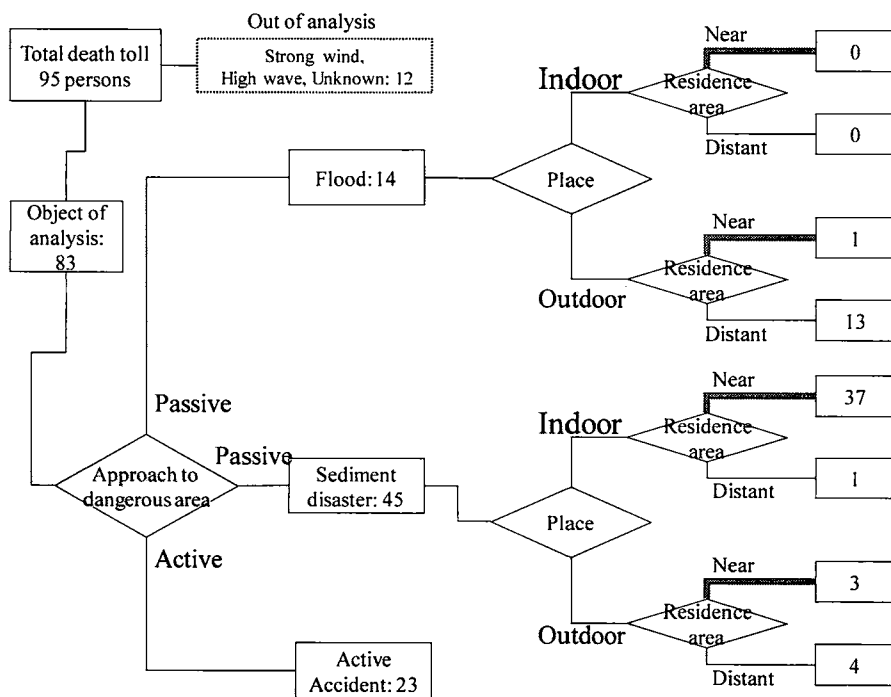 Out of analysis
Total death toll
95 persons
Strong wind,
High wave, Unknown: 12
Object of
analysis:
83
Approach to
dangerous area
Passive
Passive
Active
Flood: 14
Sediment
disaster: 45
Active
Accident: 23
Place
Indoor
Outdoor
Residence
area
Near
0
Distant
0
Residence
area
Near
1
Distant
13
Place
Indoor
Outdoor
Residence
area
Near
37
Distant
1
Residence
area
Near
3
Distant
4